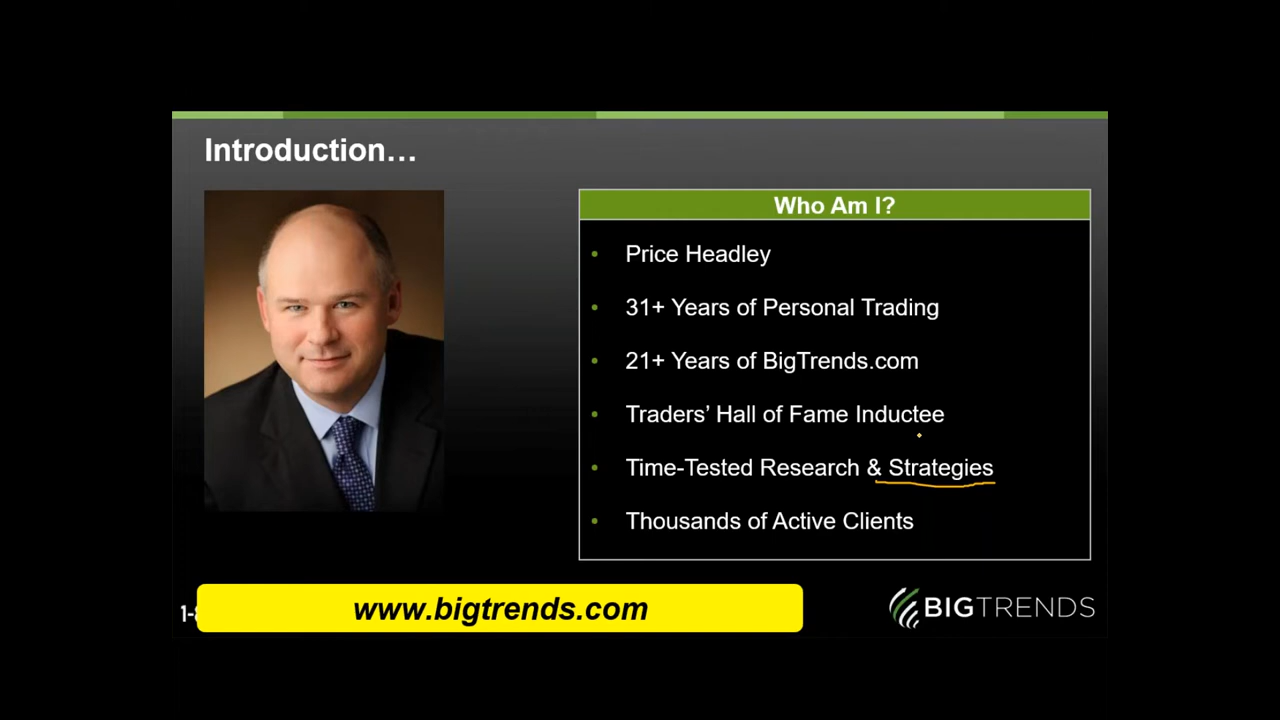 Introduction…
Who Am I?
• Price Headley
• 31+ Years of Personal Trading
• 21+ Years of BigTrends.com
• Traders’ Hall of Fame Inductee
• Time-Tested Research & Strategies
• Thousands of Active Clients
www.bigtrends.com
BIGTRENDS